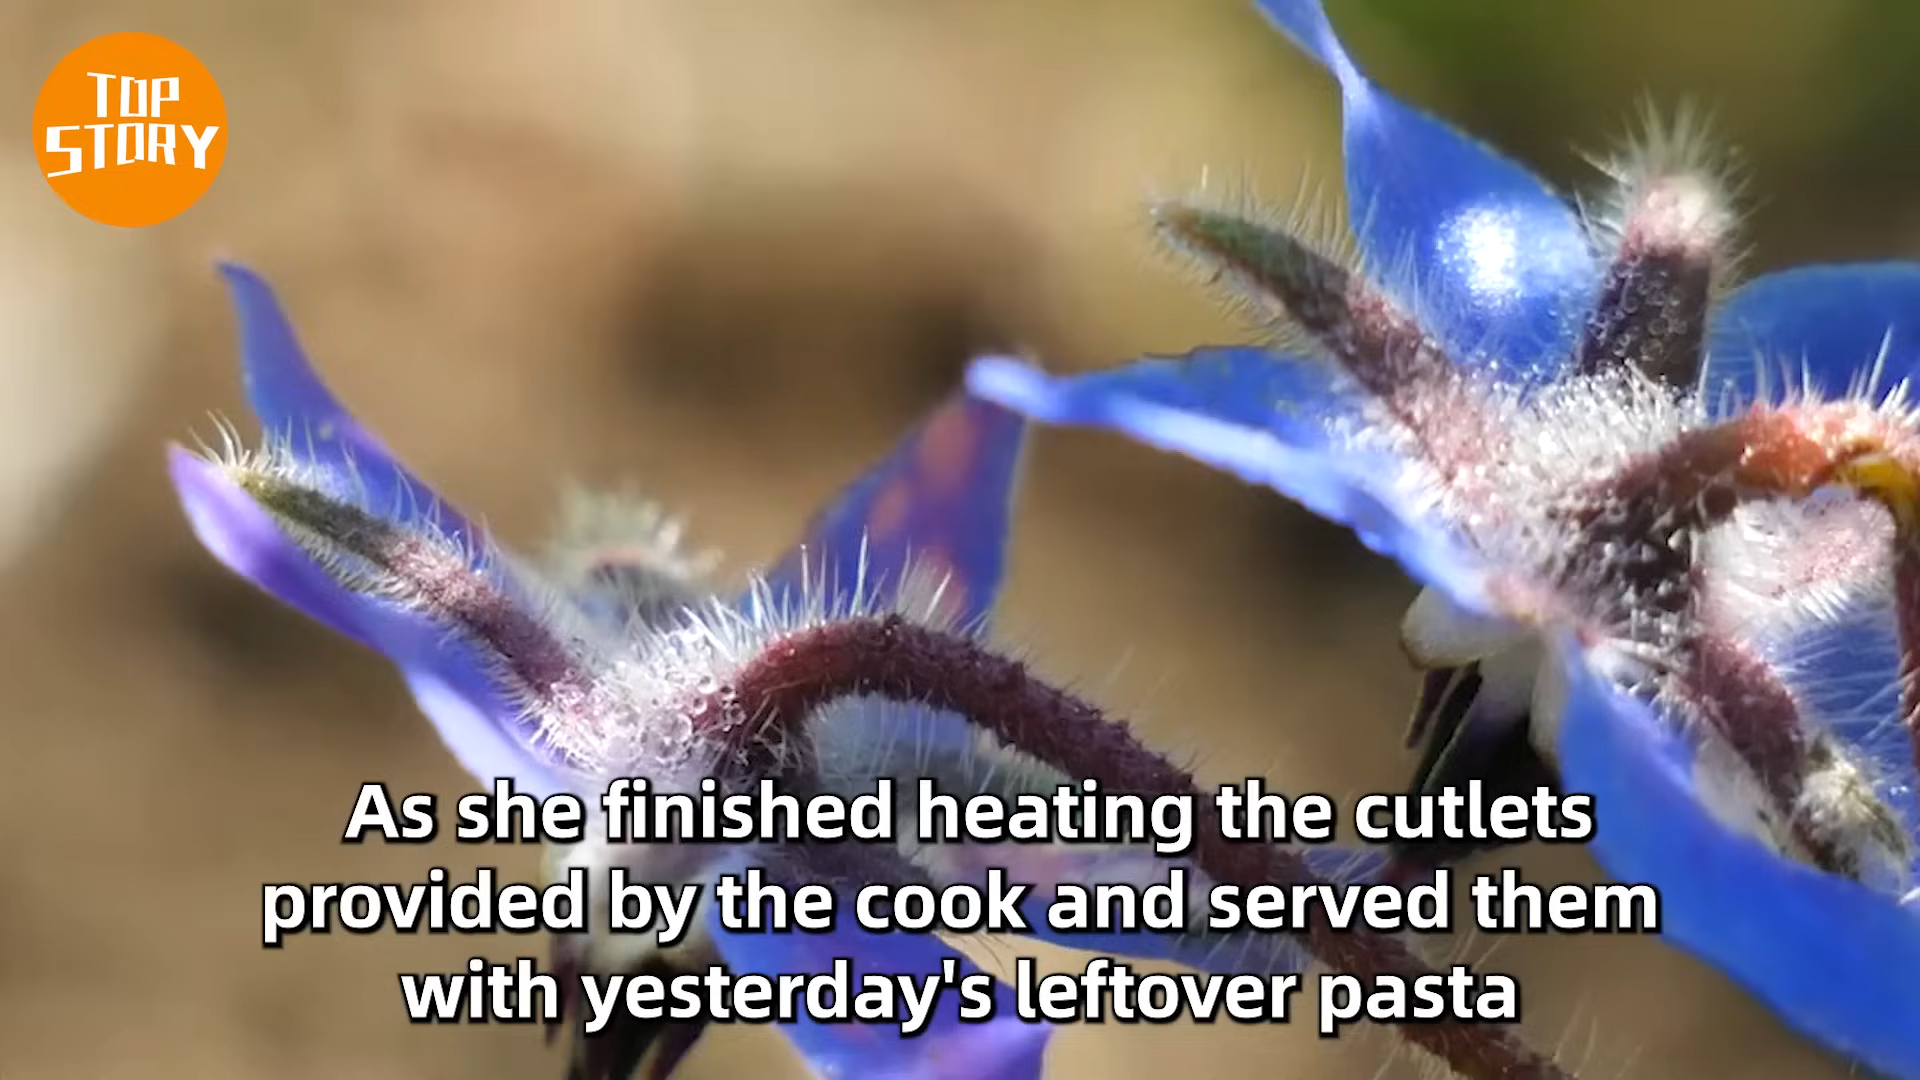 TOP
STORY
As she finished heating the cutlets
provided by the cook and served them
with yesterday's leftover pasta